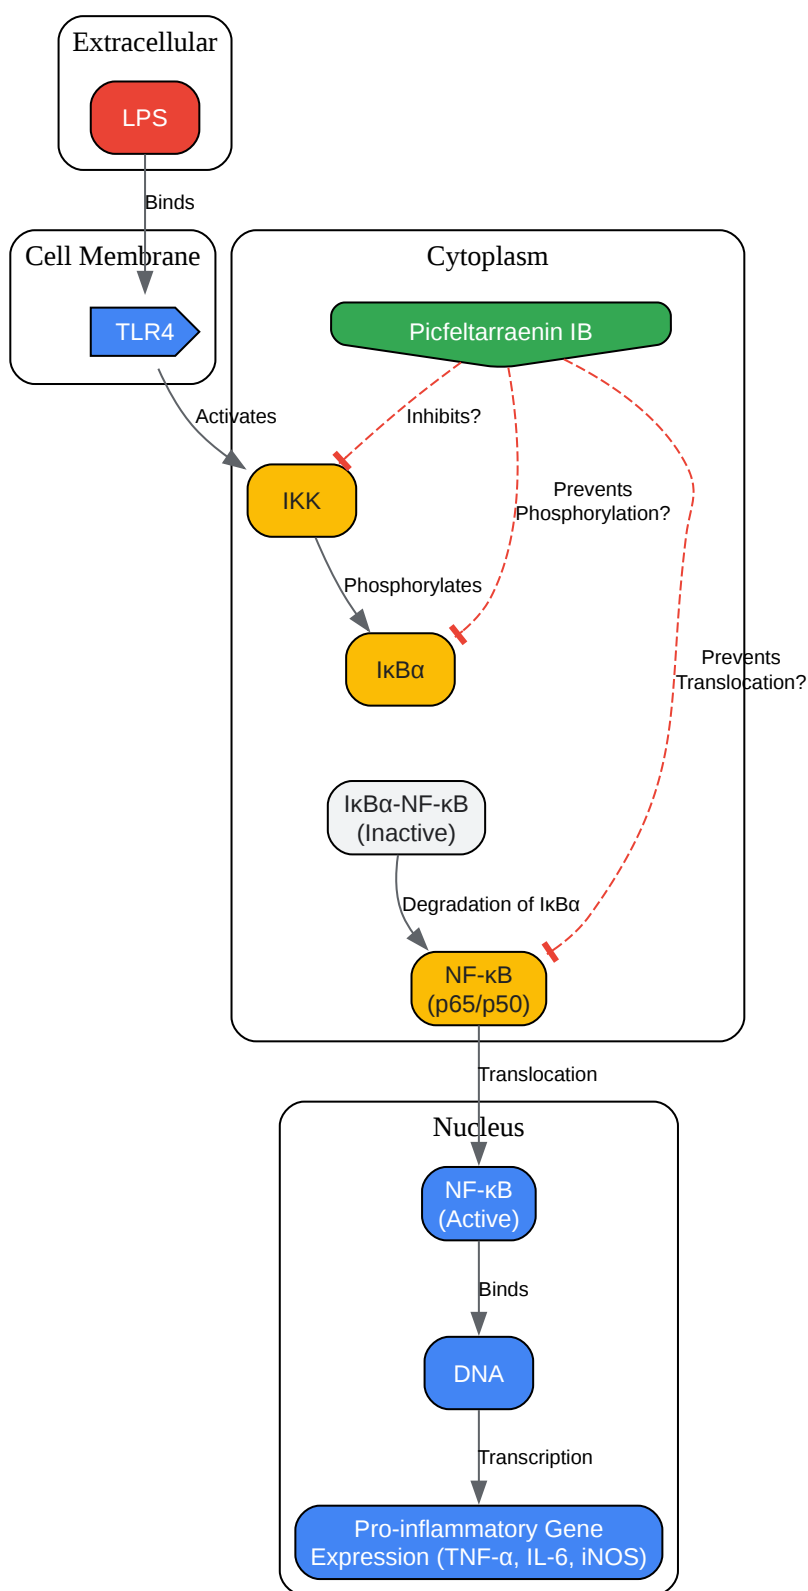 Extracellular
LPS
Binds
Cell Membrane
TLR4
Cytoplasm
Picfeltarraenin IB
Activates
Inhibits?
IKK
Prevents
Phosphorylation?
Phosphorylates
IκBα
Prevents
Translocation?
IκBα-NF-κB
(Inactive)
Degradation of IκBα
NF-κB
(p65/p50)
Translocation
Nucleus
NF-κB
(Active)
Binds
DNA
Transcription
Pro-inflammatory Gene
Expression (TNF-α, IL-6, iNOS)